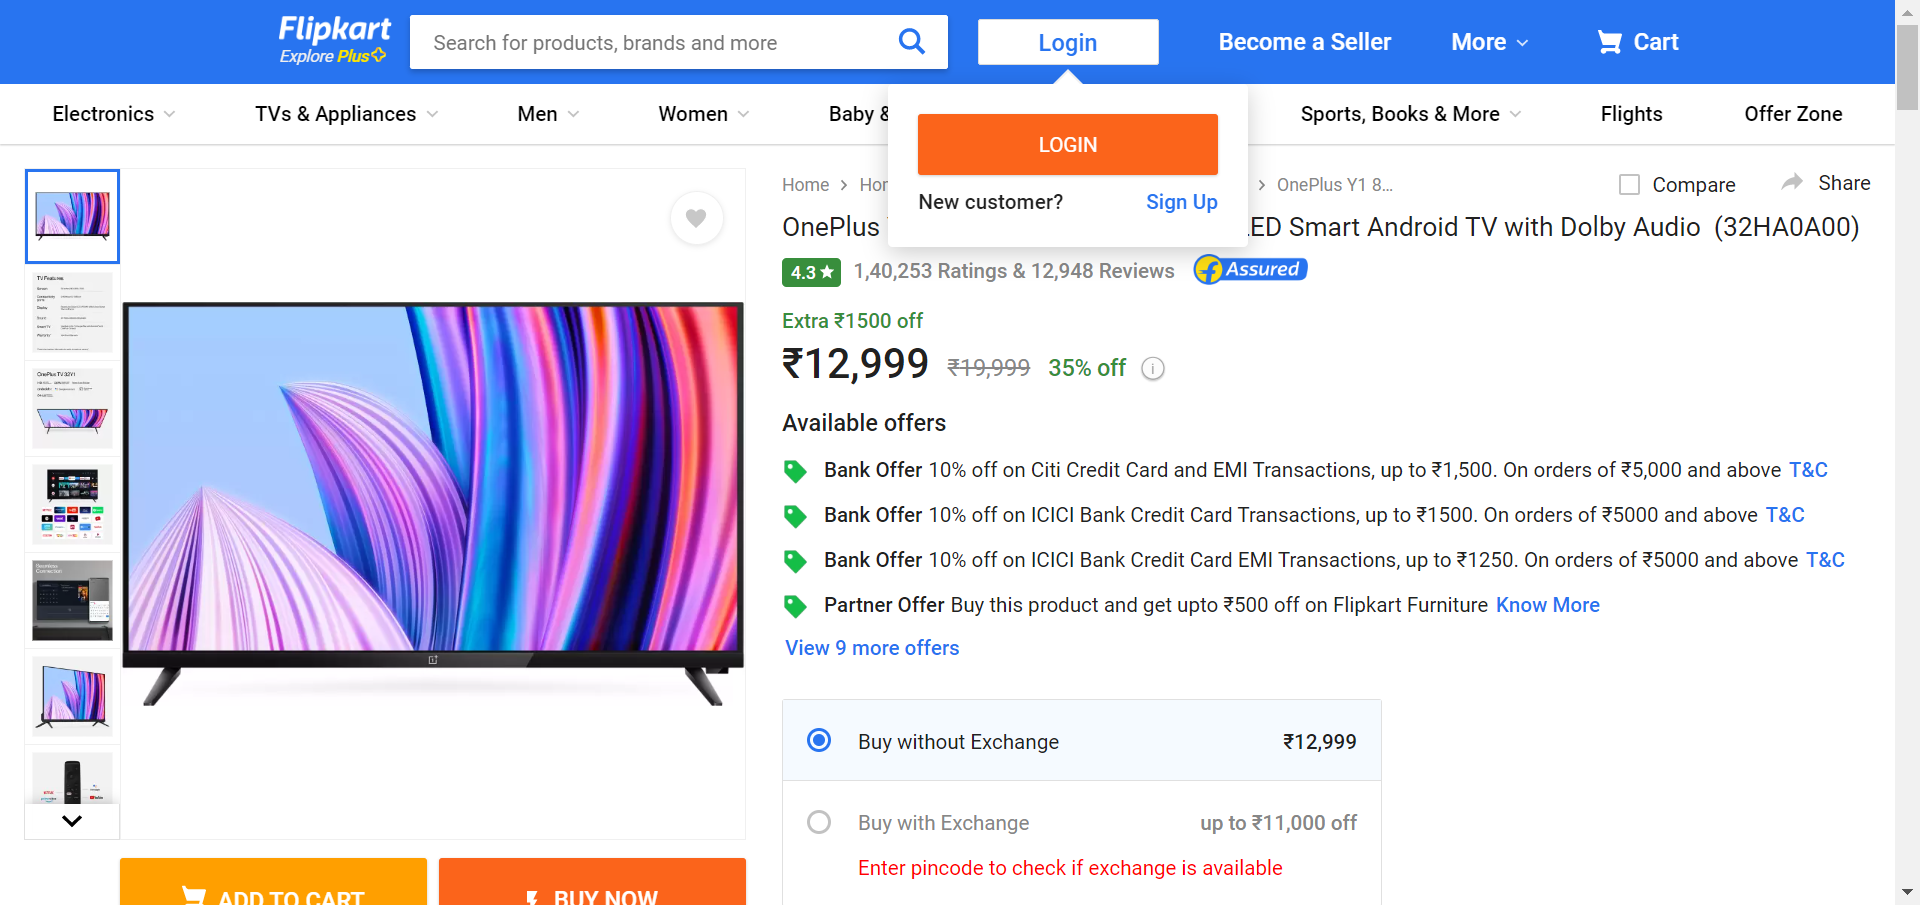 Flipkart
Explore Plus
Search for products, brands and more
Login
Become a Seller
More
Cart
Electronics
TVs & Appliances
Men
Women
Baby &
Sports, Books & More
Flights
Offer Zone
LOGIN
New customer?
Sign Up
Home
OnePlus Y1 8...
Compare
Share
OnePlus
ED Smart Android TV with Dolby Audio (32HA0A00)
4.3
1,40,253 Ratings & 12,948 Reviews
Assured
Extra ₹1500 off
₹12,999 ₹19,999 35% off
Available offers
Bank Offer 10% off on Citi Credit Card and EMI Transactions, up to ₹1,500. On orders of ₹5,000 and above T&C
Bank Offer 10% off on ICICI Bank Credit Card Transactions, up to ₹1500. On orders of ₹5000 and above T&C
Bank Offer 10% off on ICICI Bank Credit Card EMI Transactions, up to ₹1250. On orders of ₹5000 and above T&C
Partner Offer Buy this product and get upto ₹500 off on Flipkart Furniture Know More
View 9 more offers
Buy without Exchange
₹12,999
Buy with Exchange
up to ₹11,000 off
Enter pincode to check if exchange is available
TV Features
OnePlus TV 32Y1
Seamless
Connection
ADD TO CART
BUY NOW